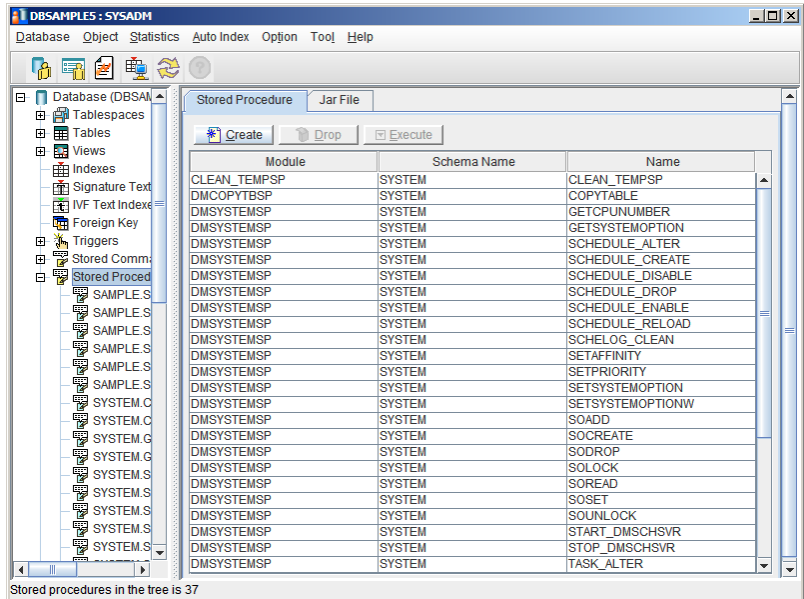 DBSAMPLE5 : SYSADM
Database Object Statistics Auto Index Option Tool Help
Database (DBSAM
Tablespaces
Tables
Views
Indexes
Signature Text
IVF Text Indexe
Foreign Key
Triggers
Stored Comma
Stored Proced
SAMPLE.S
SAMPLE.S
SAMPLE.S
SAMPLE.S
SAMPLE.S
SAMPLE.S
SYSTEM.C
SYSTEM.C
SYSTEM.G
SYSTEM.G
SYSTEM.S
SYSTEM.S
SYSTEM.S
SYSTEM.S
SYSTEM.S
Stored Procedure Jar File
Create Drop Execute
Module Schema Name Name
CLEAN_TEMPSP SYSTEM CLEAN_TEMPSP
DMCOPYTBSP SYSTEM COPYTABLE
DMSYSTEMSP SYSTEM GETCPUNUMBER
DMSYSTEMSP SYSTEM GETSYSTEMOPTION
DMSYSTEMSP SYSTEM SCHEDULE_ALTER
DMSYSTEMSP SYSTEM SCHEDULE_CREATE
DMSYSTEMSP SYSTEM SCHEDULE_DISABLE
DMSYSTEMSP SYSTEM SCHEDULE_DROP
DMSYSTEMSP SYSTEM SCHEDULE_ENABLE
DMSYSTEMSP SYSTEM SCHEDULE_RELOAD
DMSYSTEMSP SYSTEM SCHELOG_CLEAN
DMSYSTEMSP SYSTEM SETAFFINITY
DMSYSTEMSP SYSTEM SETPRIORITY
DMSYSTEMSP SYSTEM SETSYSTEMOPTION
DMSYSTEMSP SYSTEM SETSYSTEMOPTIONW
DMSYSTEMSP SYSTEM SOADD
DMSYSTEMSP SYSTEM SOCREATE
DMSYSTEMSP SYSTEM SODROP
DMSYSTEMSP SYSTEM SOLOCK
DMSYSTEMSP SYSTEM SOREAD
DMSYSTEMSP SYSTEM SOSET
DMSYSTEMSP SYSTEM SOUNLOCK
DMSYSTEMSP SYSTEM START_DMSCHSVR
DMSYSTEMSP SYSTEM STOP_DMSCHSVR
DMSYSTEMSP SYSTEM TASK_ALTER
Stored procedures in the tree is 37